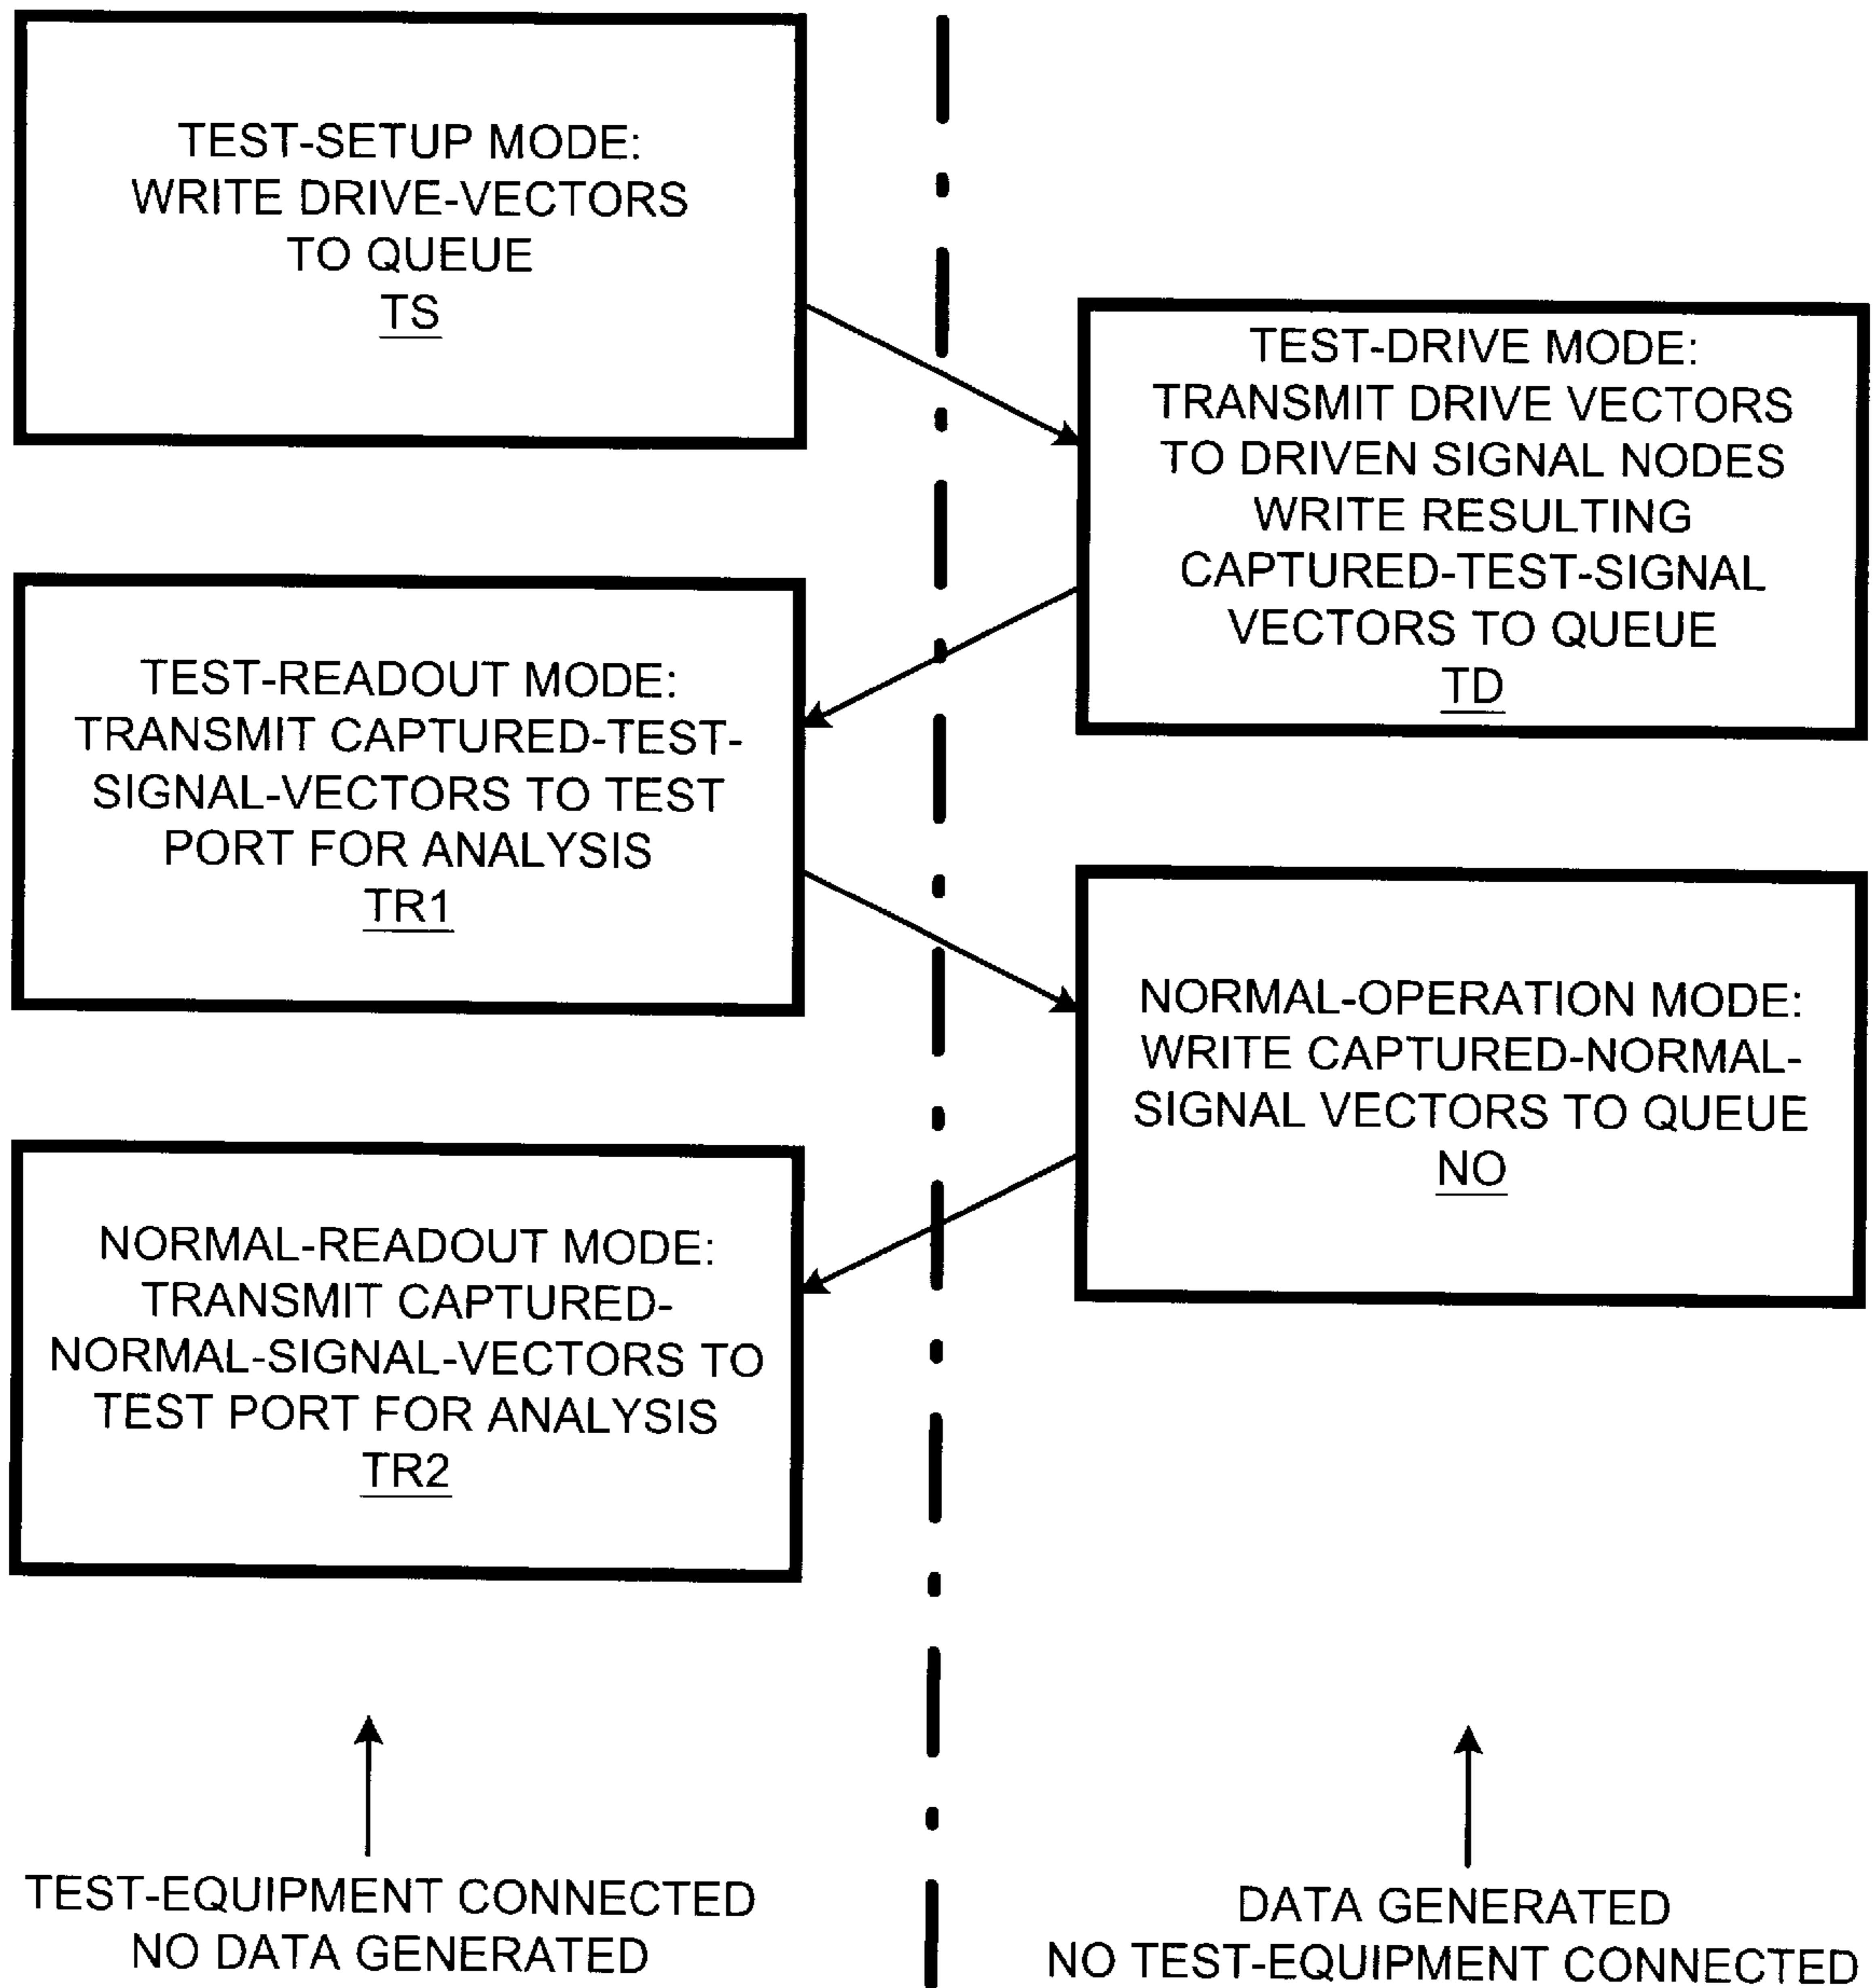 TEST-SETUP MODE:
WRITE DRIVE-VECTORS
TO QUEUE
TS
TEST-DRIVE MODE:
TRANSMIT DRIVE VECTORS
TO DRIVEN SIGNAL NODES
WRITE RESULTING
CAPTURED-TEST-SIGNAL
VECTORS TO QUEUE
TD
TEST-READOUT MODE:
TRANSMIT CAPTURED-TEST-
SIGNAL-VECTORS TO TEST
PORT FOR ANALYSIS
TR1
NORMAL-OPERATION MODE:
WRITE CAPTURED-NORMAL-
SIGNAL VECTORS TO QUEUE
NO
NORMAL-READOUT MODE:
TRANSMIT CAPTURED-
NORMAL-SIGNAL-VECTORS TO
TEST PORT FOR ANALYSIS
TR2
TEST-EQUIPMENT CONNECTED
NO DATA GENERATED
DATA GENERATED
NO TEST-EQUIPMENT CONNECTED